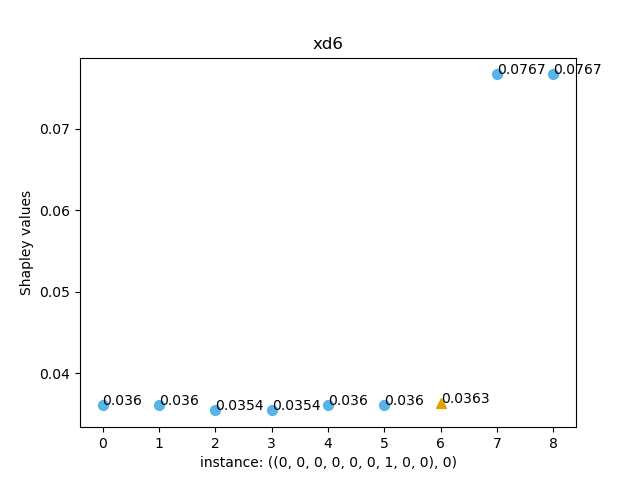 xd6
Shapley values
0.07
0.06
0.05
0.04
0.0767 0.0767
0.036 0.036 0.0354 0.0354 0.036 0.036 0.0363
0 1 2 3 4 5 6 7 8
instance: ((0, 0, 0, 0, 0, 0, 1, 0, 0), 0)